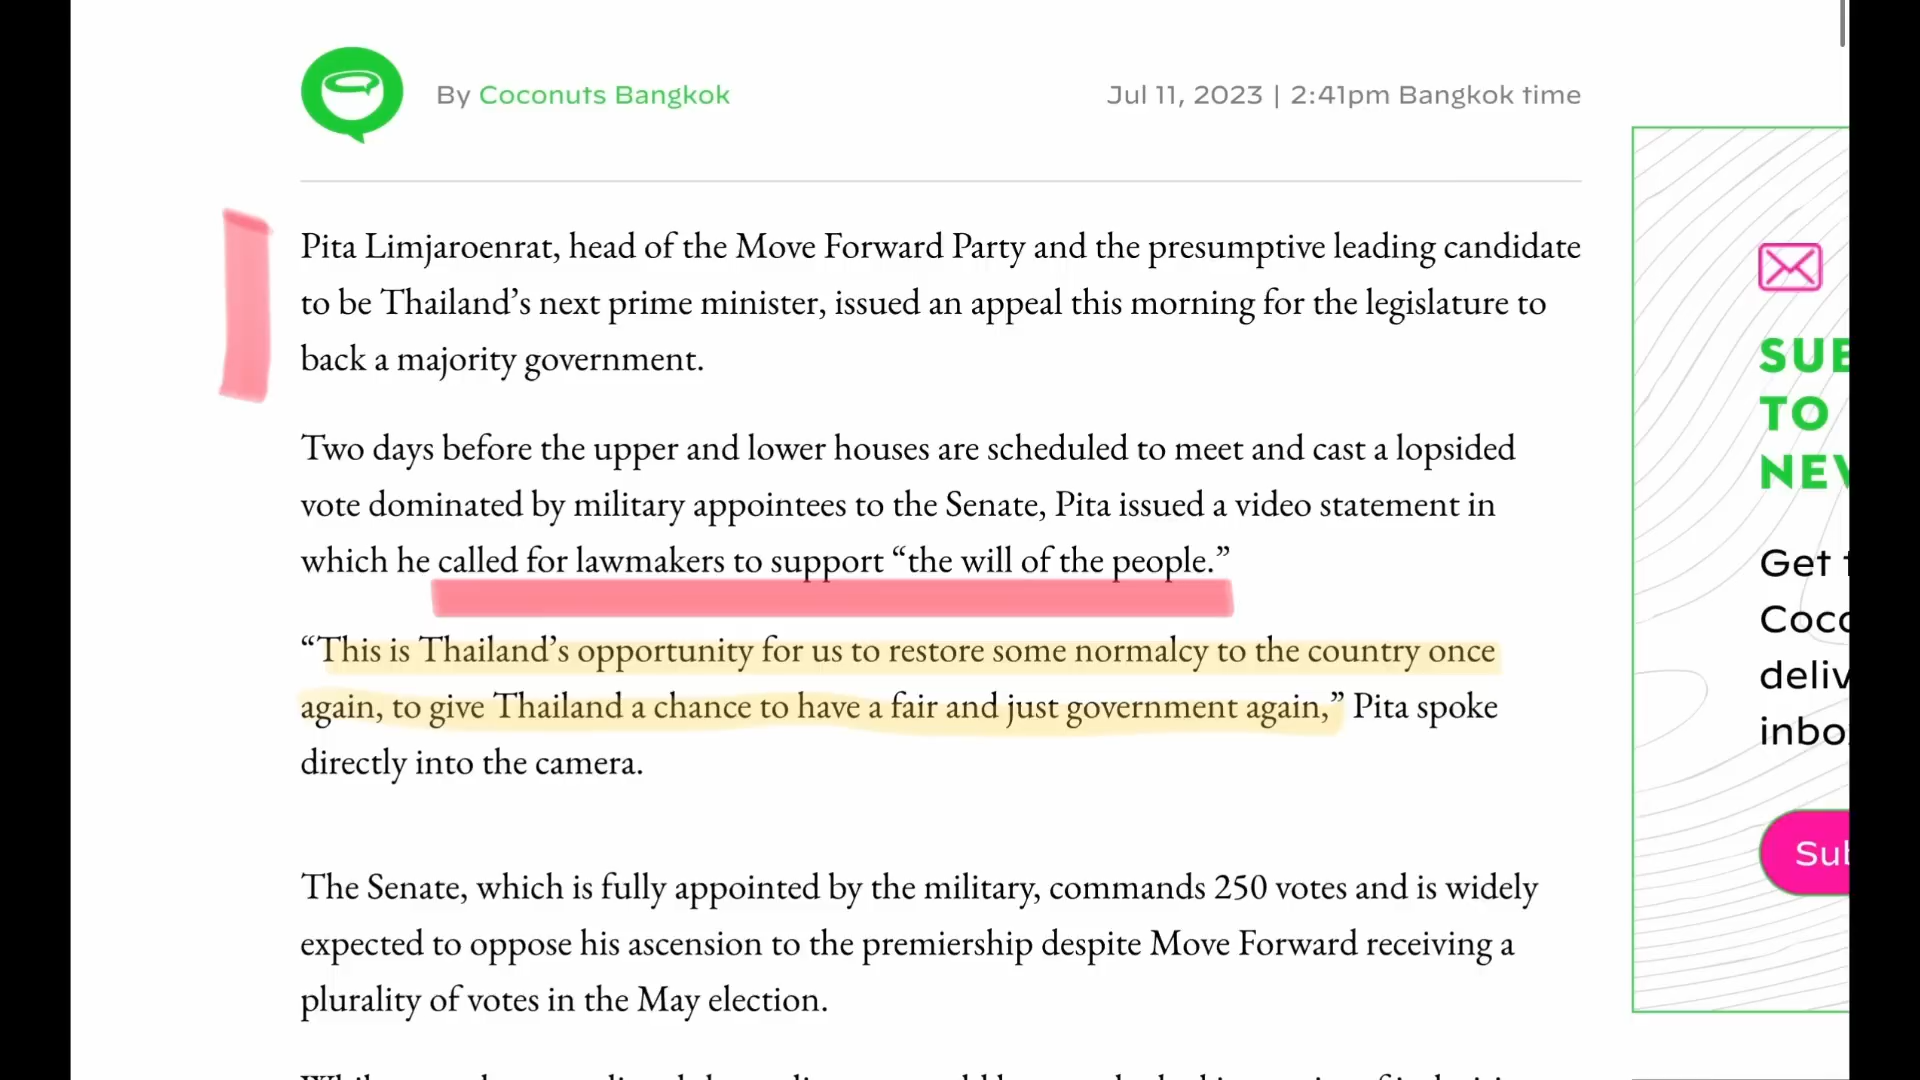 By Coconuts Bangkok
Jul 11, 2023 | 2:41pm Bangkok time
Pita Limjaroenrat, head of the Move Forward Party and the presumptive leading candidate
to be Thailand’s next prime minister, issued an appeal this morning for the legislature to
back a majority government.
Two days before the upper and lower houses are scheduled to meet and cast a lopsided
vote dominated by military appointees to the Senate, Pita issued a video statement in
which he called for lawmakers to support “the will of the people.”
“This is Thailand’s opportunity for us to restore some normalcy to the country once
again, to give Thailand a chance to have a fair and just government again,” Pita spoke
directly into the camera.
The Senate, which is fully appointed by the military, commands 250 votes and is widely
expected to oppose his ascension to the premiership despite Move Forward receiving a
plurality of votes in the May election.
SUB
TO
NEW
Get
Coco
deliv
inbo
Sub